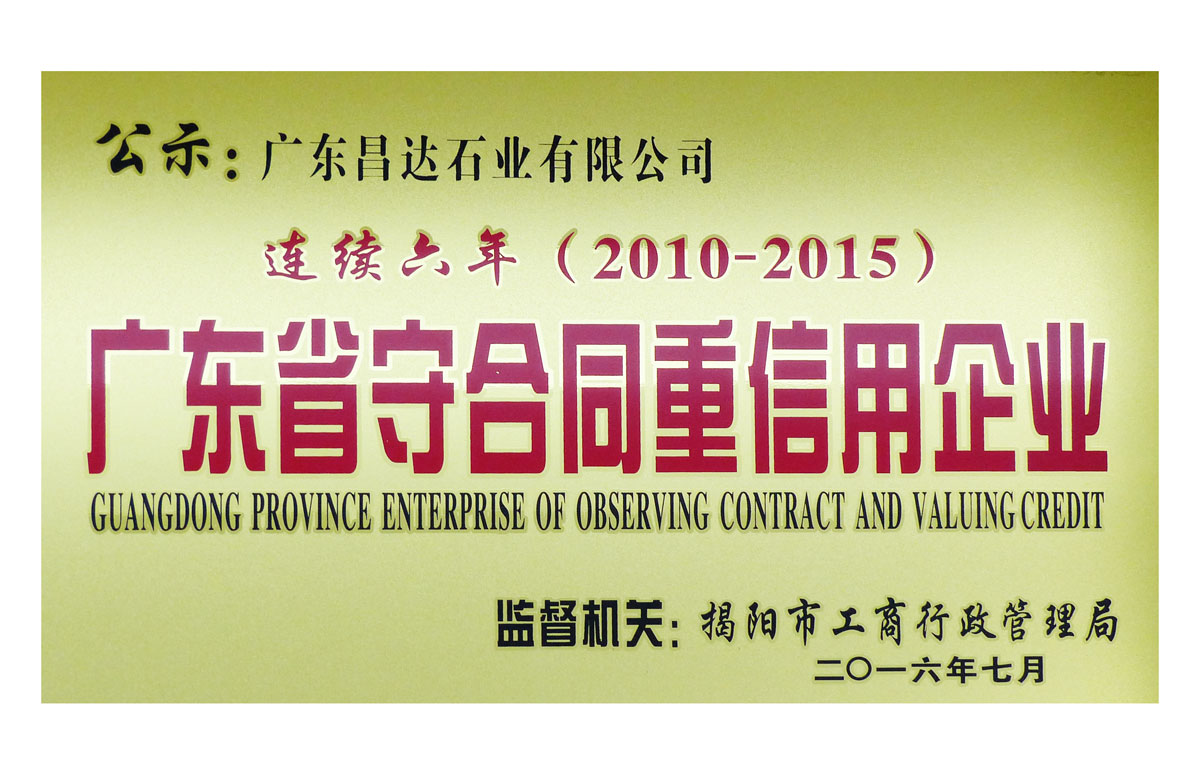 公示：广东昌达石业有限公司
连续六年（2010-2015）
广东省守合同重信用企业
GUANGDONG PROVINCE ENTERPRISE OF OBSERVING CONTRACT AND VALUING CREDIT
监督机关：揭阳市工商行政管理局
二〇一六年七月